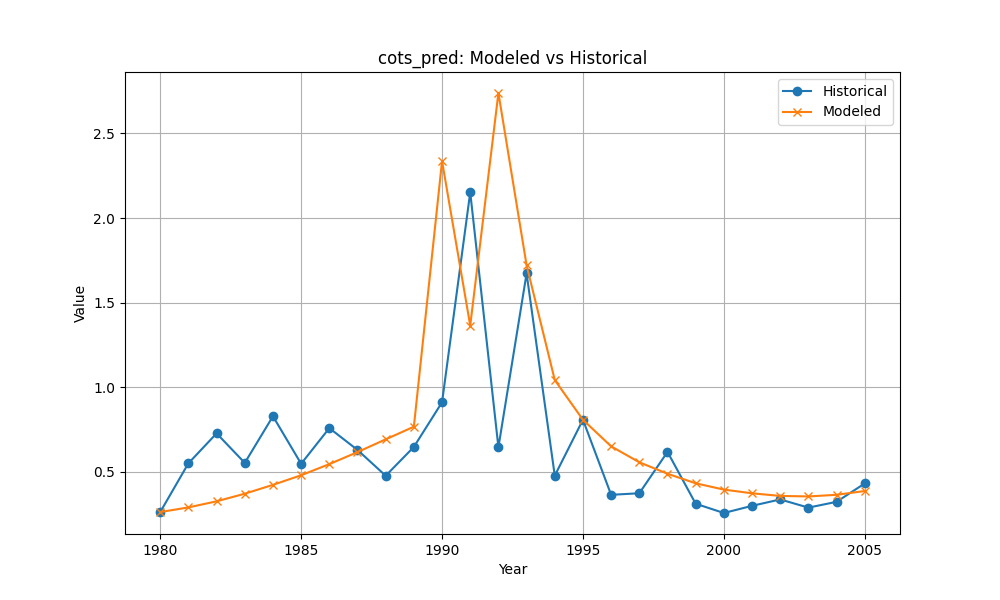 cots_pred: Modeled vs Historical
Historical
Modeled
2.5
2.0
1.5
1.0
0.5
Value
1980 1985 1990 1995 2000 2005
Year